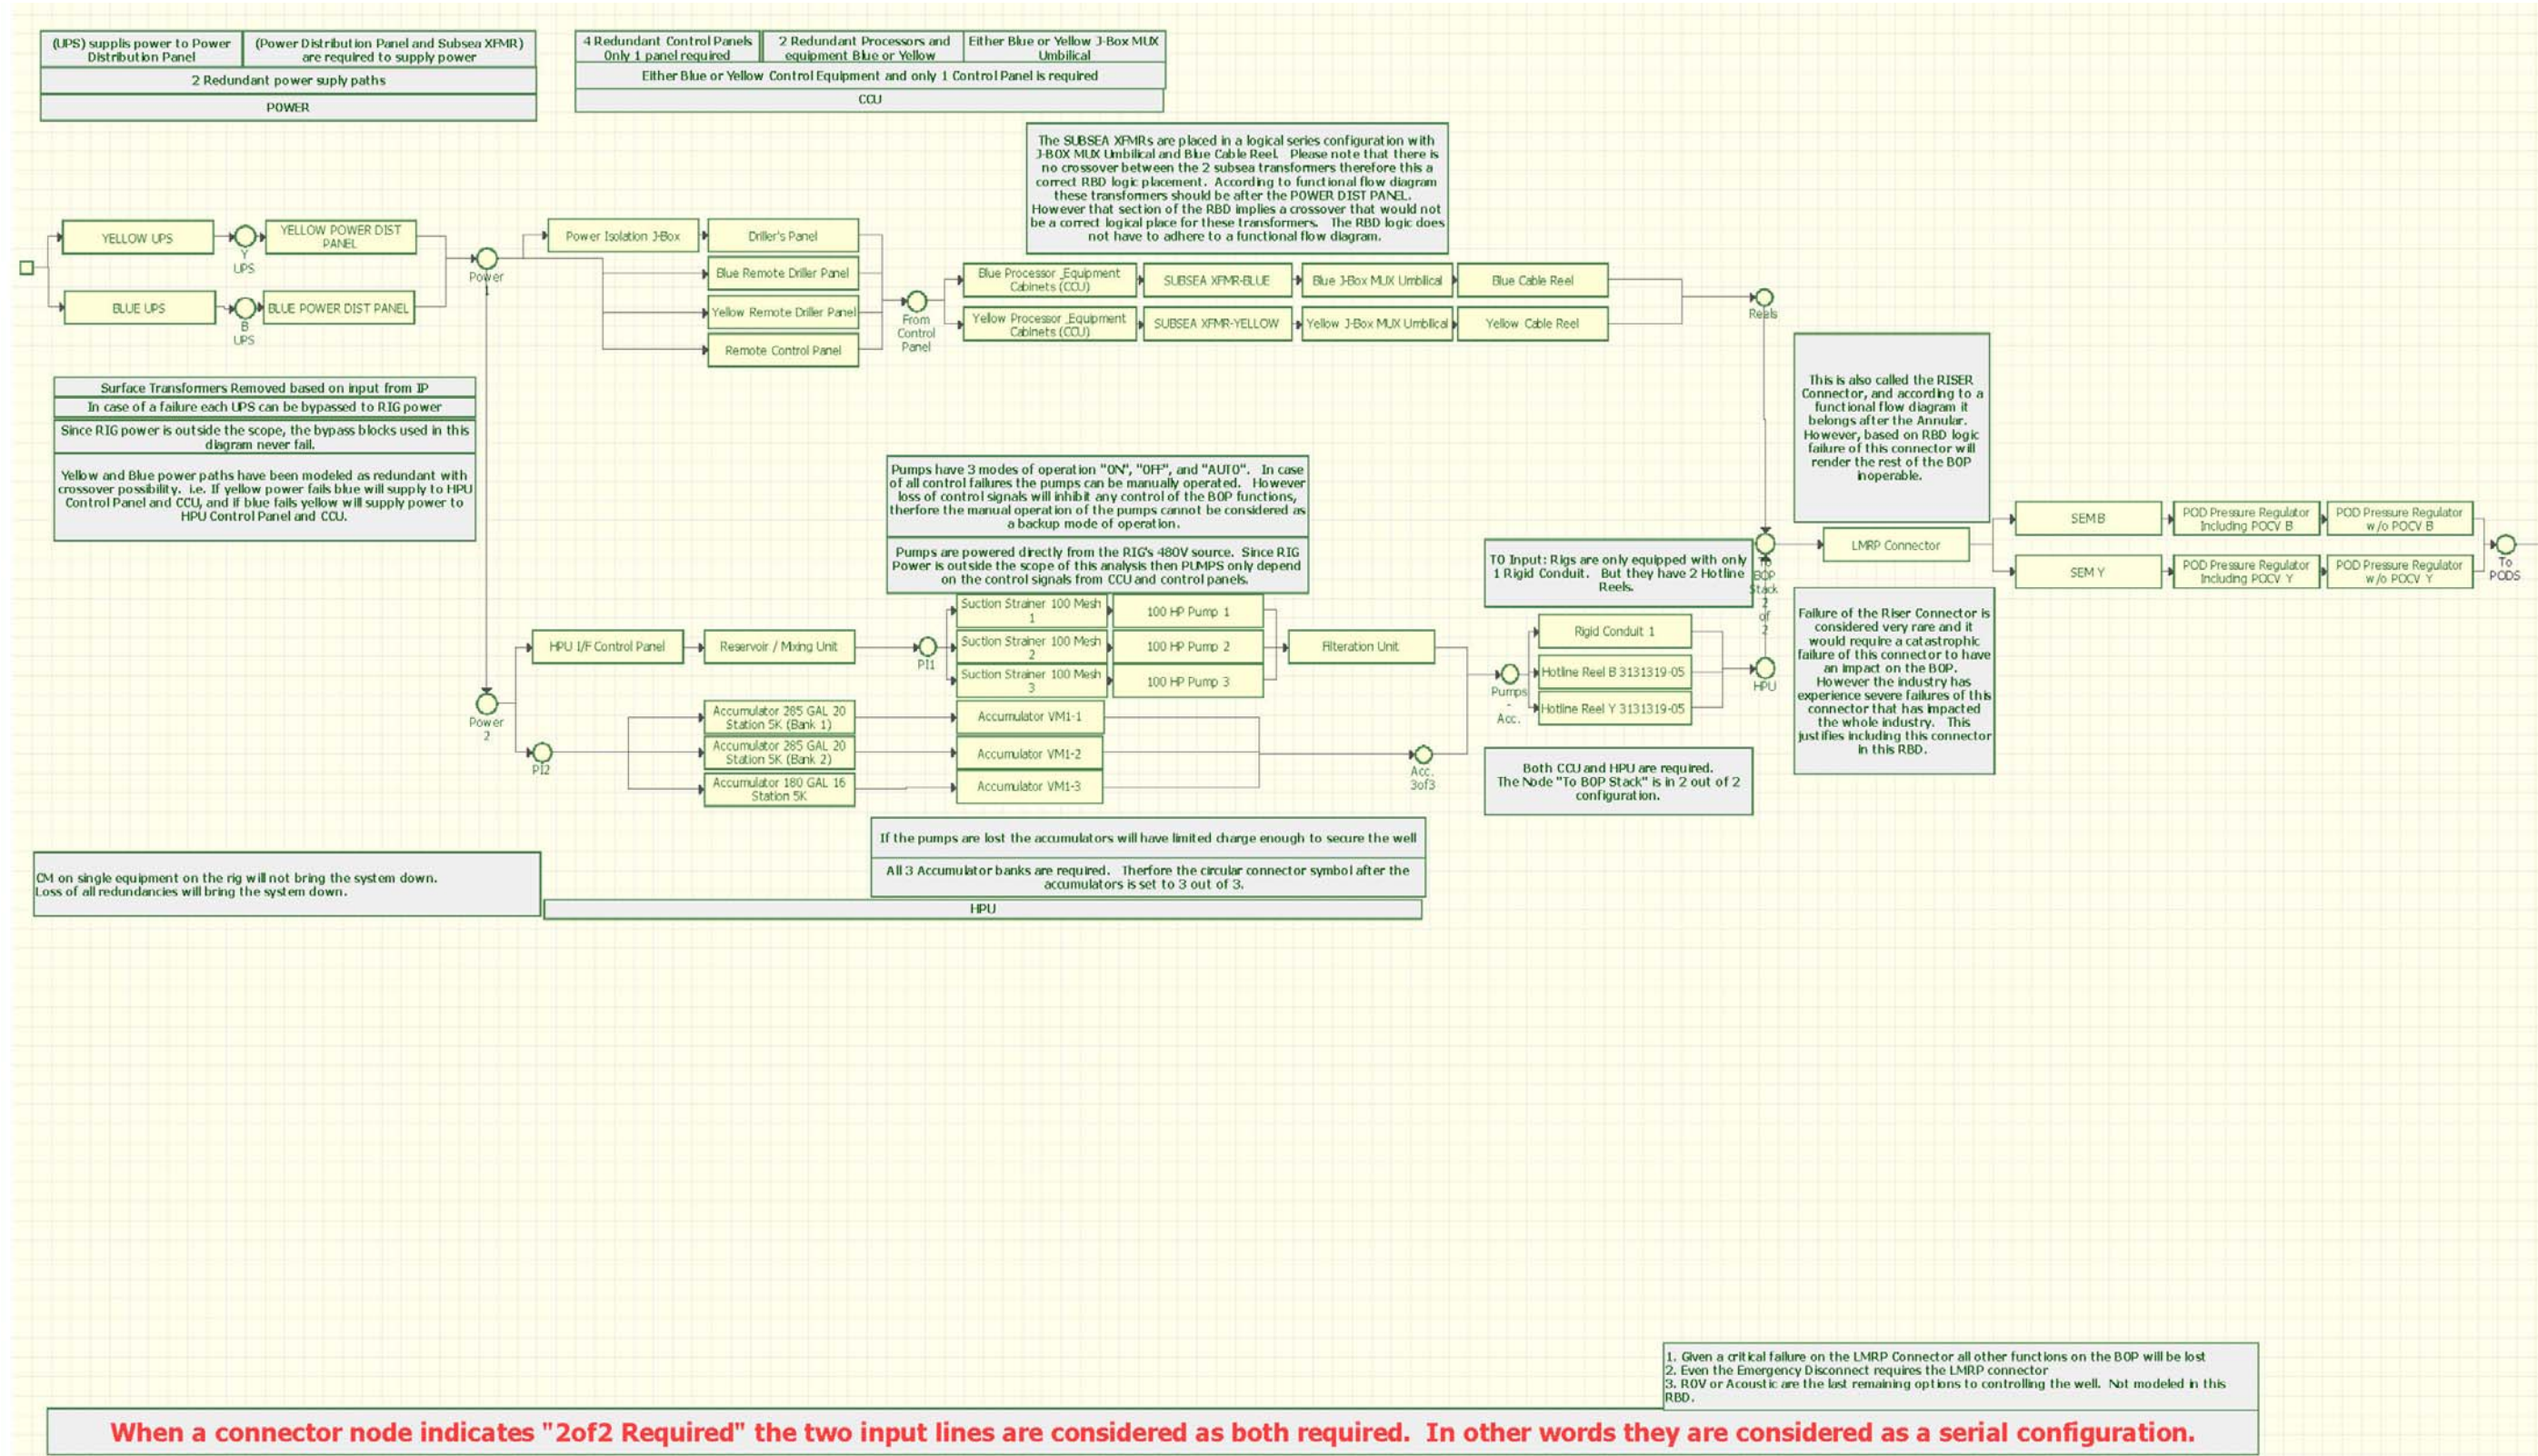 (UPS) supplis power to Power
Distribution Panel
(Power Distribution Panel and Subsea XFMR)
are required to supply power
2 Redundant power suply paths
POWER
4 Redundant Control Panels
Only 1 panel required
2 Redundant Processors and
equipment Blue or Yellow
Either Blue or Yellow J-Box MUX
Umbilical
Either Blue or Yellow Control Equipment and only 1 Control Panel is required
CCU
The SUBSEA XFMRs are placed in a logical series configuration with
J-BOX MUX Umbilical and Blue Cable Reel. Please note that there is
no crossover between the 2 subsea transformers therefore this a
correct RBD logic placement. According to functional flow diagram
these transformers should be after the POWER DIST PANEL.
However that section of the RBD implies a crossover that would not
be a correct logical place for these transformers. The RBD logic does
not have to adhere to a functional flow diagram.
YELLOW UPS
Y
UPS
YELLOW POWER DIST
PANEL
BLUE UPS
B
UPS
BLUE POWER DIST PANEL
Power
1
Power Isolation J-Box
Driller's Panel
Blue Remote Driller Panel
Yellow Remote Driller Panel
Remote Control Panel
From
Control
Panel
Blue Processor _Equipment
Cabinets (CCU)
SUBSEA XFMR-BLUE
Blue J-Box MUX Umbilical
Blue Cable Reel
Yellow Processor _Equipment
Cabinets (CCU)
SUBSEA XFMR-YELLOW
Yellow J-Box MUX Umbilical
Yellow Cable Reel
Reels
Surface Transformers Removed based on input from IP
In case of a failure each UPS can be bypassed to RIG power
Since RIG power is outside the scope, the bypass blocks used in this
diagram never fail.
Yellow and Blue power paths have been modeled as redundant with
crossover possibility. i.e. If yellow power fails blue will supply to HPU
Control Panel and CCU, and if blue fails yellow will supply power to
HPU Control Panel and CCU.
Pumps have 3 modes of operation "ON", "OFF", and "AUTO". In case
of all control failures the pumps can be manually operated. However
loss of control signals will inhibit any control of the BOP functions,
therfore the manual operation of the pumps cannot be considered as
a backup mode of operation.
Pumps are powered directly from the RIG's 480V source. Since RIG
Power is outside the scope of this analysis then PUMPS only depend
on the control signals from CCU and control panels.
This is also called the RISER
Connector, and according to a
functional flow diagram it
belongs after the Annular.
However, based on RBD logic
failure of this connector will
render the rest of the BOP
inoperable.
TO Input: Rigs are only equipped with only
1 Rigid Conduit. But they have 2 Hotline
Reels.
To
BOP
Stack
2
of
2
LMRP Connector
SEM B
POD Pressure Regulator
Including POCV B
POD Pressure Regulator
w/o POCV B
SEM Y
POD Pressure Regulator
Including POCV Y
POD Pressure Regulator
w/o POCV Y
To
PODS
Failure of the Riser Connector is
considered very rare and it
would require a catastrophic
failure of this connector to have
an impact on the BOP.
However the industry has
experience severe failures of this
connector that has impacted
the whole industry. This
justifies including this connector
in this RBD.
HPU I/F Control Panel
Reservoir / Mixing Unit
PI1
Suction Strainer 100 Mesh
1
100 HP Pump 1
Suction Strainer 100 Mesh
2
100 HP Pump 2
Suction Strainer 100 Mesh
3
100 HP Pump 3
Filteration Unit
Pumps
-
Acc.
Rigid Conduit 1
Hotline Reel B 3131319-05
Hotline Reel Y 3131319-05
HPU
Power
2
PI2
Accumulator 285 GAL 20
Station 5K (Bank 1)
Accumulator VM1-1
Accumulator 285 GAL 20
Station 5K (Bank 2)
Accumulator VM1-2
Accumulator 180 GAL 16
Station 5K
Accumulator VM1-3
Acc.
3of3
Both CCU and HPU are required.
The Node "To BOP Stack" is in 2 out of 2
configuration.
If the pumps are lost the accumulators will have limited charge enough to secure the well
All 3 Accumulator banks are required. Therfore the circular connector symbol after the
accumulators is set to 3 out of 3.
HPU
CM on single equipment on the rig will not bring the system down.
Loss of all redundancies will bring the system down.
1. Given a critical failure on the LMRP Connector all other functions on the BOP will be lost
2. Even the Emergency Disconnect requires the LMRP connector
3. ROV or Acoustic are the last remaining options to controlling the well. Not modeled in this
RBD.
When a connector node indicates "2of2 Required" the two input lines are considered as both required. In other words they are considered as a serial configuration.